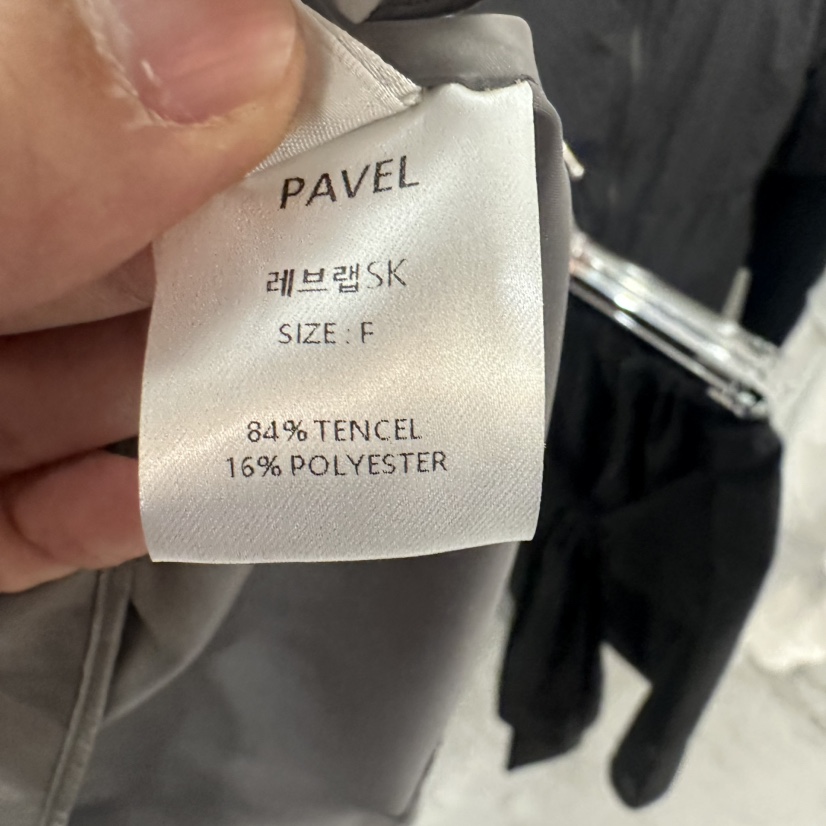 PAVEL
레브랩SK
SIZE : F
84% TENCEL
16% POLYESTER